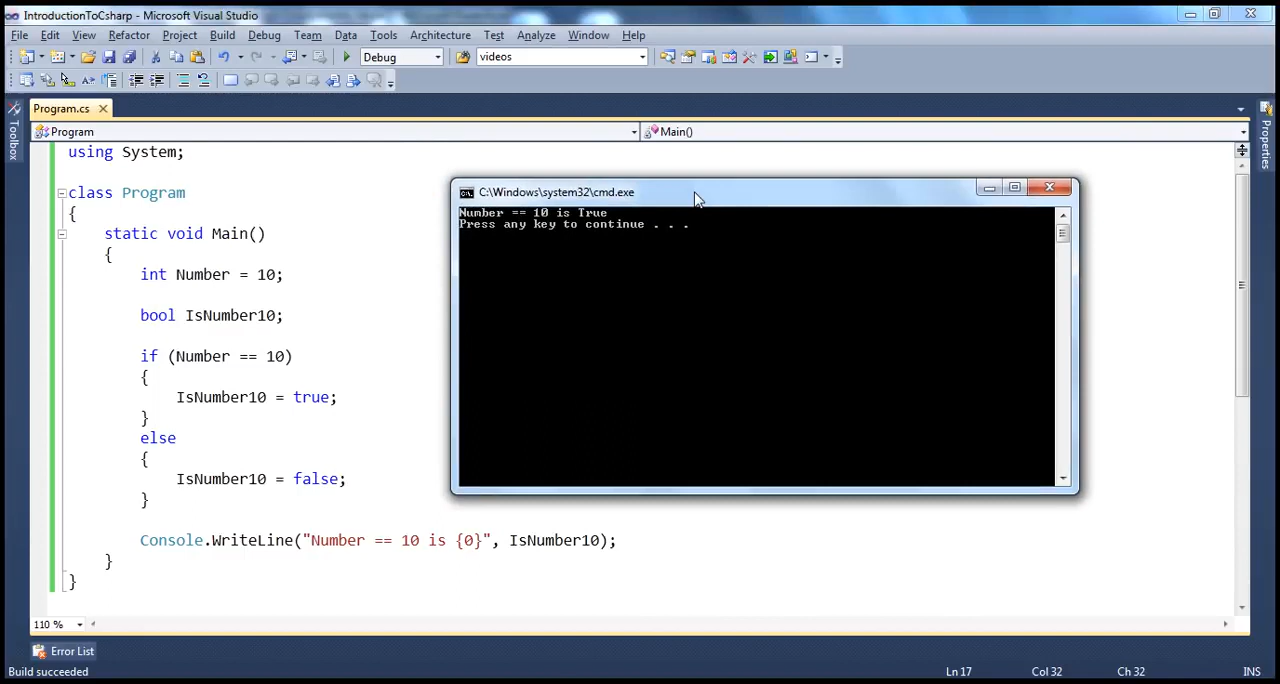 IntroductionToCsharp - Microsoft Visual Studio
File Edit View Refactor Project Build Debug Team Data Tools Architecture Test Analyze Window Help
Debug videos
Program.cs
Program Main()
Toolbox
Properties
using System;
class Program
{
static void Main()
{
int Number = 10;
bool IsNumber10;
if (Number == 10)
{
IsNumber10 = true;
}
else
{
IsNumber10 = false;
}
Console.WriteLine("Number == 10 is {0}", IsNumber10);
}
}
C:\Windows\system32\cmd.exe
Number == 10 is True
Press any key to continue . . .
110 %
Error List
Build succeeded Ln 17 Col 32 Ch 32 INS